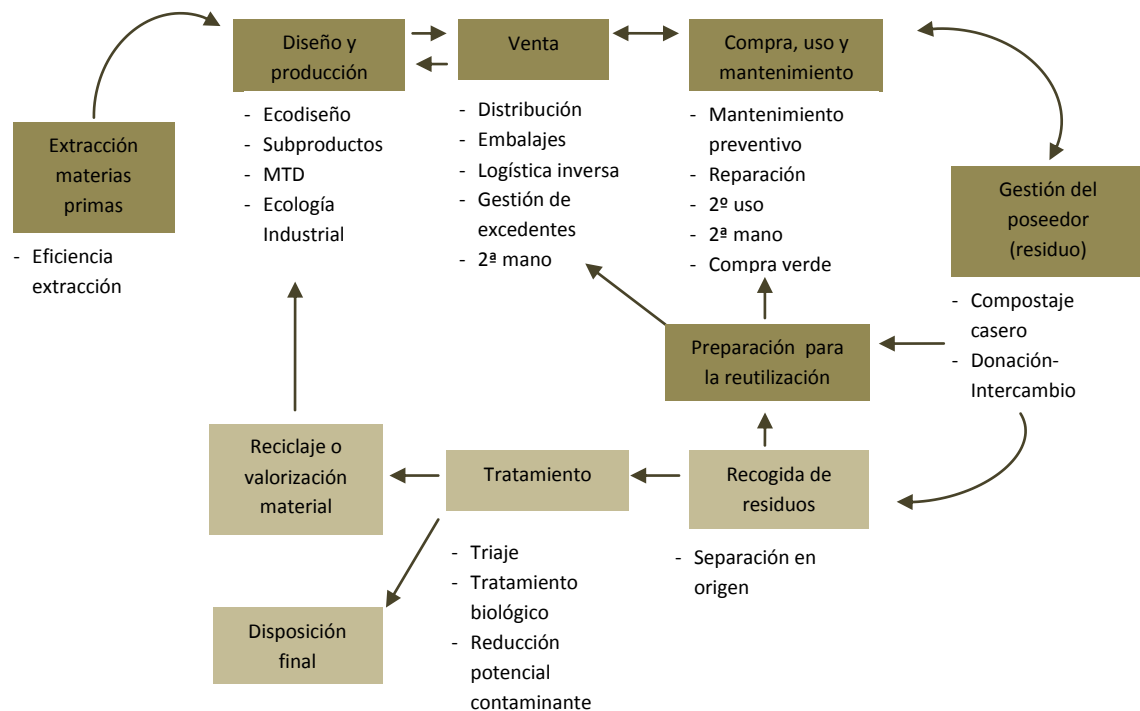 Diseño y
producción
- Ecodiseño
- Subproductos
- MTD
- Ecología
Industrial
Venta
- Distribución
- Embalajes
- Logística inversa
- Gestión de
excedentes
- 2ª mano
Compra, uso y
mantenimiento
- Mantenimiento
preventivo
- Reparación
- 2º uso
- 2ª mano
- Compra verde
Extracción
materias
primas
- Eficiencia
extracción
Gestión del
poseedor
(residuo)
- Compostaje
casero
- Donación-
Intercambio
Preparación para
la reutilización
Reciclaje o
valorización
material
Tratamiento
- Triaje
- Tratamiento
biológico
- Reducción
potencial
contaminante
Recogida de
residuos
- Separación en
origen
Disposición
final